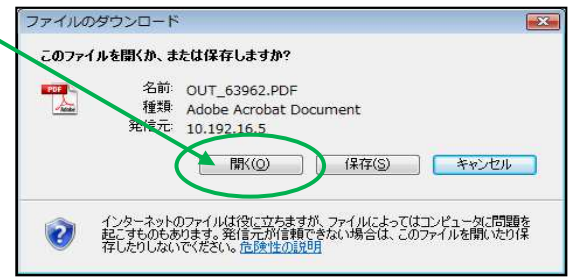 ファイルのダウンロード
このファイルを開くか、または保存しますか?
名前: OUT_63962.PDF
種類: Adobe Acrobat Document
発信元: 10.192.16.5
PDF
Adobe
開く(O) 保存(S) キャンセル
インターネットのファイルは役に立ちますが、ファイルによってはコンピュータに問題を
起こすものもあります。発信元が信頼できない場合は、このファイルを開いたり保
存したりしないでください。危険性の説明